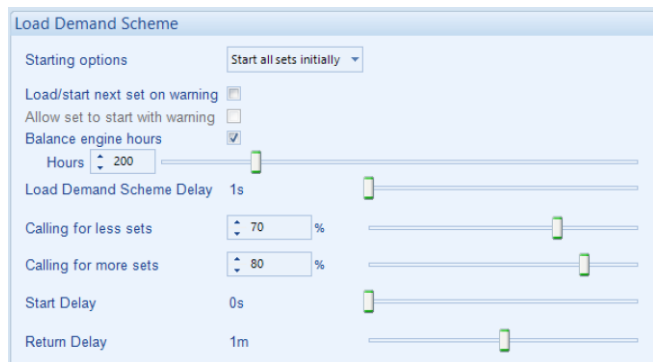 Load Demand Scheme
Starting options Start all sets initially
Load/start next set on warning
Allow set to start with warning
Balance engine hours
Hours 200
Load Demand Scheme Delay 1s
Calling for less sets 70 %
Calling for more sets 80 %
Start Delay 0s
Return Delay 1m